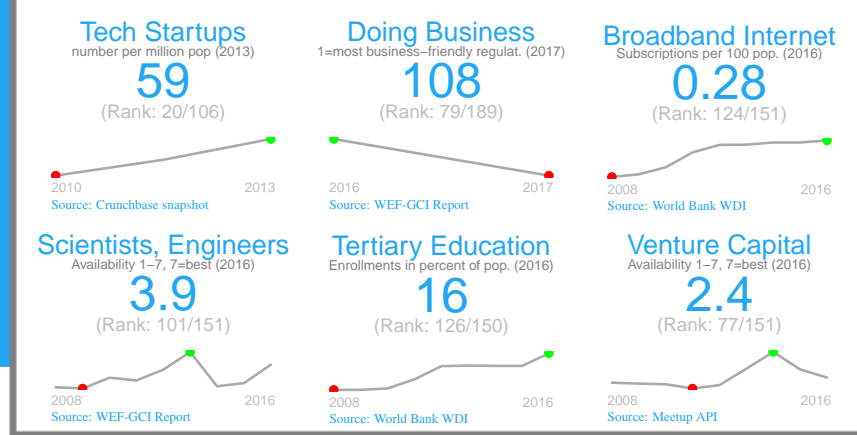 Tech Startups
number per million pop (2013)
59
(Rank: 20/106)
2010 2013
Source: Crunchbase snapshot
Doing Business
1=most business−friendly regulat. (2017)
108
(Rank: 79/189)
2016 2017
Source: WEF-GCI Report
Broadband Internet
Subscriptions per 100 pop. (2016)
0.28
(Rank: 124/151)
2008 2016
Source: World Bank WDI
Scientists, Engineers
Availability 1−7, 7=best (2016)
3.9
(Rank: 101/151)
2008 2016
Source: WEF-GCI Report
Tertiary Education
Enrollments in percent of pop. (2016)
16
(Rank: 126/150)
2008 2016
Source: World Bank WDI
Venture Capital
Availability 1−7, 7=best (2016)
2.4
(Rank: 77/151)
2008 2016
Source: Meetup API